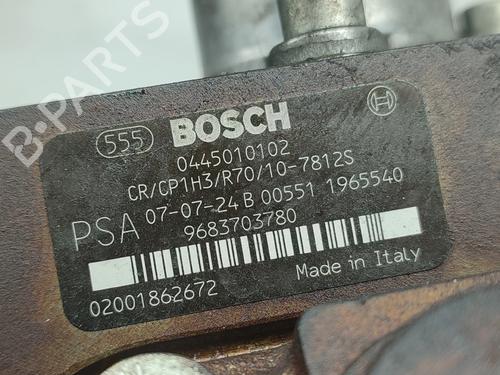 555 BOSCH
0445010102
CR/CP1H3/R70/10-7812S
PSA 07-07-24 B 00551 1965540
9683703780
02001862672 Made in Italy
B-PARTS